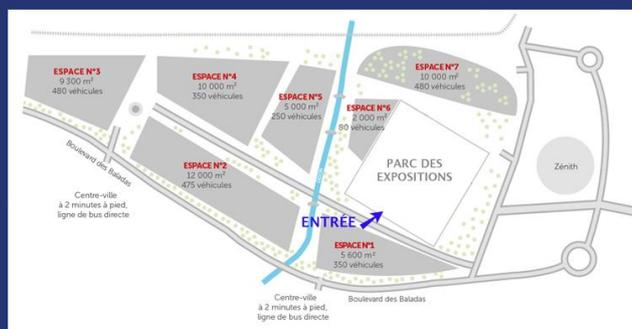 ESPACE N°3
9 300 m²
480 véhicules
ESPACE N°4
10 000 m²
350 véhicules
ESPACE N°5
5 000 m²
250 véhicules
ESPACE N°6
2 000 m²
80 véhicules
ESPACE N°7
10 000 m²
480 véhicules
Boulevard des Baladas
Centre-ville
à 2 minutes à pied,
ligne de bus directe
ESPACE N°2
12 000 m²
475 véhicules
PARC DES
EXPOSITIONS
Zénith
ENTRÉE
ESPACE N°1
5 600 m²
350 véhicules
Centre-ville
à 2 minutes à pied,
ligne de bus directe
Boulevard des Baladas